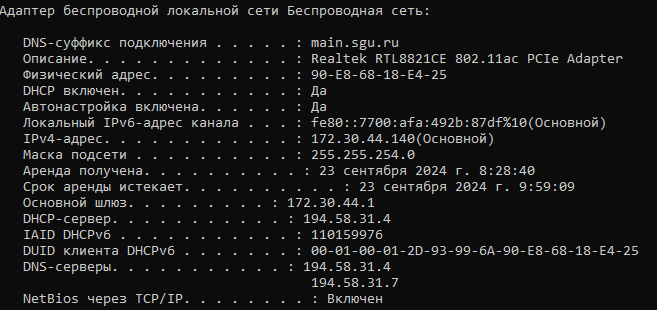 Адаптер беспроводной локальной сети Беспроводная сеть:
DNS-суффикс подключения . . . . . : main.sgu.ru
Описание. . . . . . . . . . . . . : Realtek RTL8821CE 802.11ac PCIe Adapter
Физический адрес. . . . . . . . . : 90-E8-68-18-E4-25
DHCP включен. . . . . . . . . . . : Да
Автонастройка включена. . . . . . : Да
Локальный IPv6-адрес канала . . . : fe80::7700:afa:492b:87df%10(Основной)
IPv4-адрес. . . . . . . . . . . . : 172.30.44.140(Основной)
Маска подсети . . . . . . . . . . : 255.255.254.0
Аренда получена. . . . . . . . . . : 23 сентября 2024 г. 8:28:40
Срок аренды истекает. . . . . . . . . . : 23 сентября 2024 г. 9:59:09
Основной шлюз. . . . . . . . . : 172.30.44.1
DHCP-сервер. . . . . . . . . . . : 194.58.31.4
IAID DHCPv6 . . . . . . . . . . . : 110159976
DUID клиента DHCPv6 . . . . . . . : 00-01-00-01-2D-93-99-6A-90-E8-68-18-E4-25
DNS-серверы. . . . . . . . . . . : 194.58.31.4
194.58.31.7
NetBios через TCP/IP. . . . . . . . : Включен